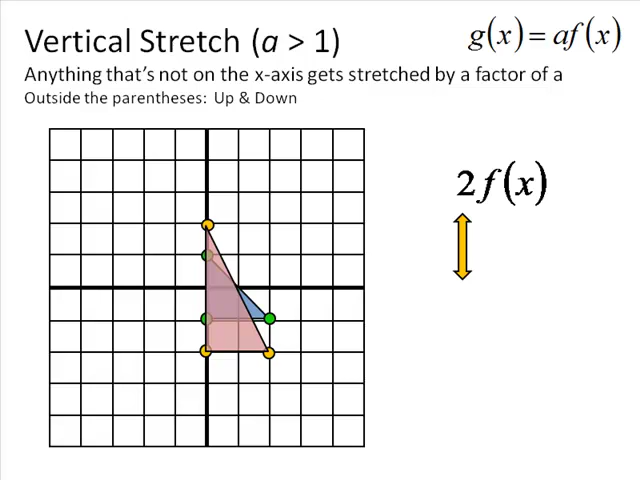 Vertical Stretch (a > 1)
g(x) = af(x)
Anything that's not on the x-axis gets stretched by a factor of a
Outside the parentheses: Up & Down
2f(x)